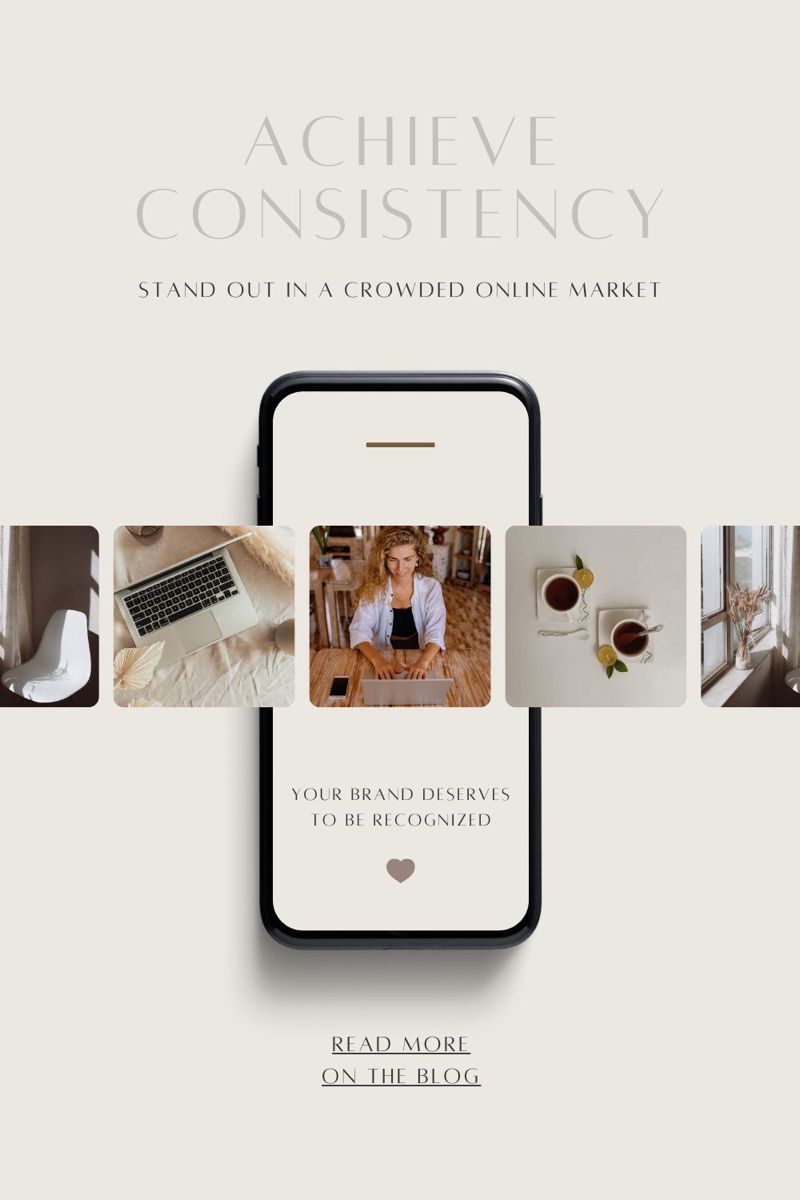 ACHIEVE
CONSISTENCY
STAND OUT IN A CROWDED ONLINE MARKET
YOUR BRAND DESERVES
TO BE RECOGNIZED
READ MORE
ON THE BLOG